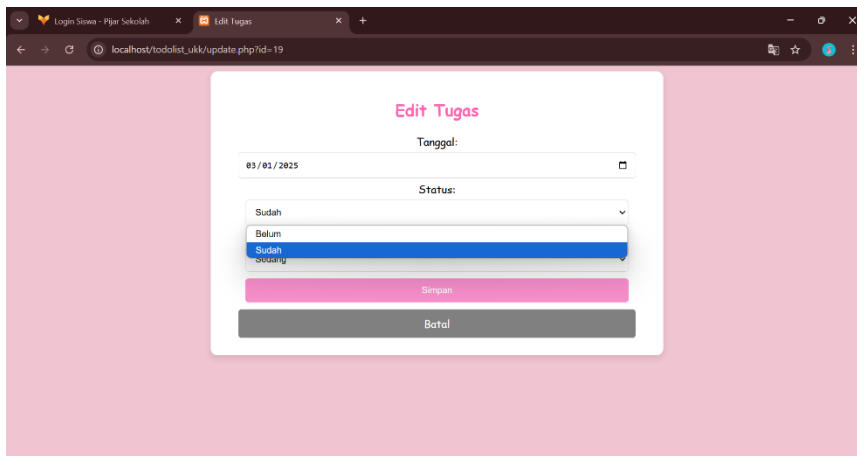 Login Siswa - Pijar Sekolah
Edit Tugas
localhost/todolist_ukk/update.php?id=19
Edit Tugas
Tanggal:
03/01/2025
Status:
Sudah
Belum
Sudah
Sedang
Simpan
Batal